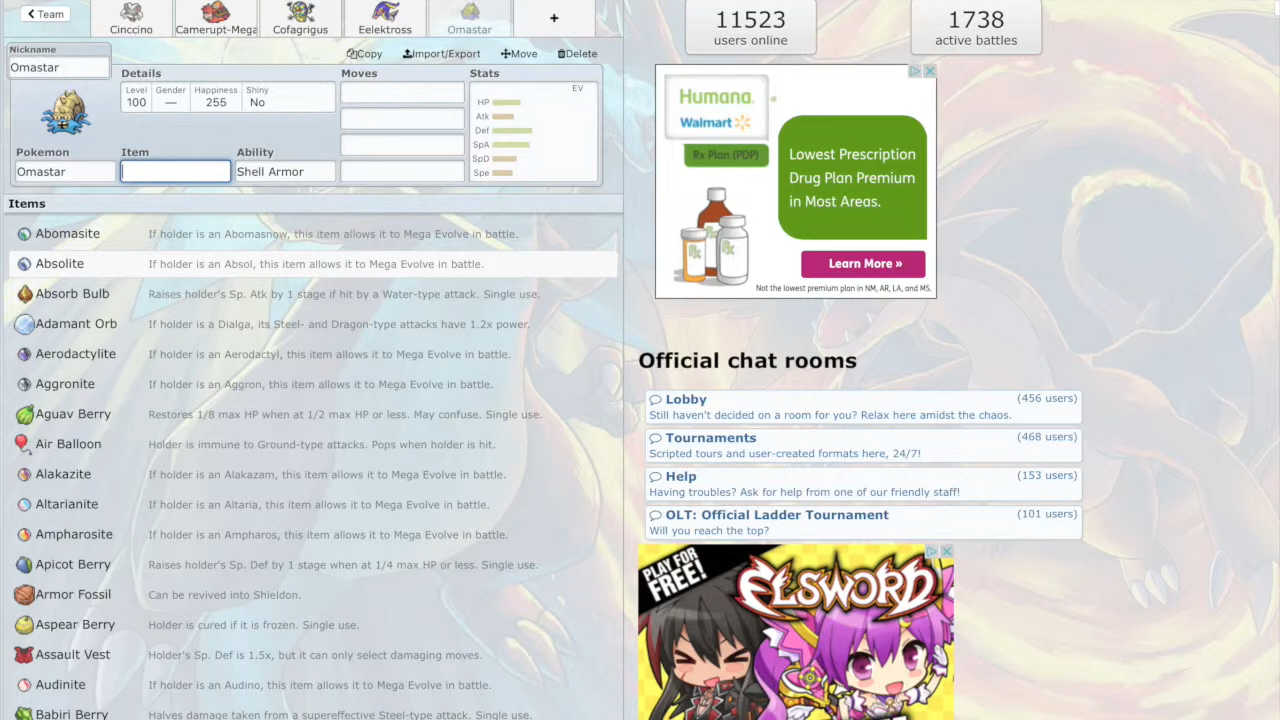 Team
Cinccino
Camerupt-Mega
Cofagrigus
Eelektross
Omastar
+
Nickname
Omastar
Copy
Import/Export
Move
Delete
Details
Moves
Stats
Level
Gender
Happiness
Shiny
100
—
255
No
EV
HP
Atk
Def
SpA
SpD
Spe
Pokemon
Item
Ability
Omastar
Shell Armor
Items
Abomasite If holder is an Abomasnow, this item allows it to Mega Evolve in battle.
Absolite If holder is an Absol, this item allows it to Mega Evolve in battle.
Absorb Bulb Raises holder's Sp. Atk by 1 stage if hit by a Water-type attack. Single use.
Adamant Orb If holder is a Dialga, its Steel- and Dragon-type attacks have 1.2x power.
Aerodactylite If holder is an Aerodactyl, this item allows it to Mega Evolve in battle.
Aggronite If holder is an Aggron, this item allows it to Mega Evolve in battle.
Aguav Berry Restores 1/8 max HP when at 1/2 max HP or less. May confuse. Single use.
Air Balloon Holder is immune to Ground-type attacks. Pops when holder is hit.
Alakazite If holder is an Alakazam, this item allows it to Mega Evolve in battle.
Altarianite If holder is an Altaria, this item allows it to Mega Evolve in battle.
Ampharosite If holder is an Ampharos, this item allows it to Mega Evolve in battle.
Apicot Berry Raises holder's Sp. Def by 1 stage when at 1/4 max HP or less. Single use.
Armor Fossil Can be revived into Shieldon.
Aspear Berry Holder is cured if it is frozen. Single use.
Assault Vest Holder's Sp. Def is 1.5x, but it can only select damaging moves.
Audinite If holder is an Audino, this item allows it to Mega Evolve in battle.
Babiri Berry Halves damage taken from a supereffective Steel-type attack. Single use.
11523
users online
1738
active battles
Humana.
Walmart
Rx Plan (PDP)
Lowest Prescription
Drug Plan Premium
in Most Areas.
Rx
Learn More »
Not the lowest premium plan in NM, AR, LA, and MS.
Official chat rooms
Lobby (456 users)
Still haven't decided on a room for you? Relax here amidst the chaos.
Tournaments (468 users)
Scripted tours and user-created formats here, 24/7!
Help (153 users)
Having troubles? Ask for help from one of our friendly staff!
OLT: Official Ladder Tournament (101 users)
Will you reach the top?
PLAY FOR
FREE!
ELSWORD